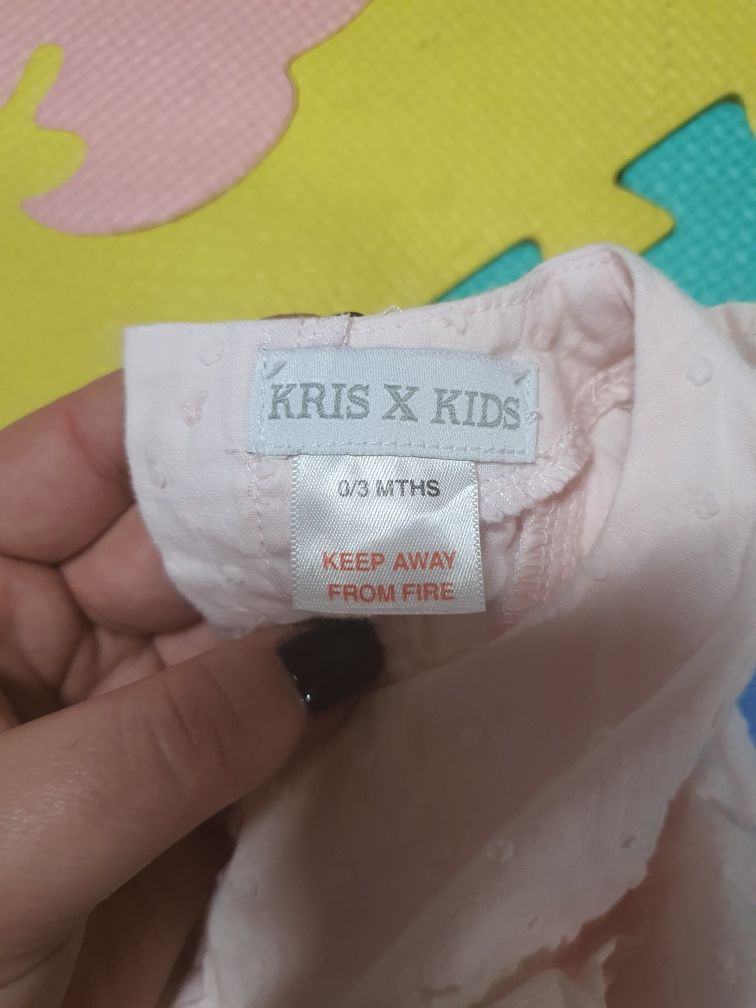 KRIS X KIDS
0/3 MTHS
KEEP AWAY
FROM FIRE